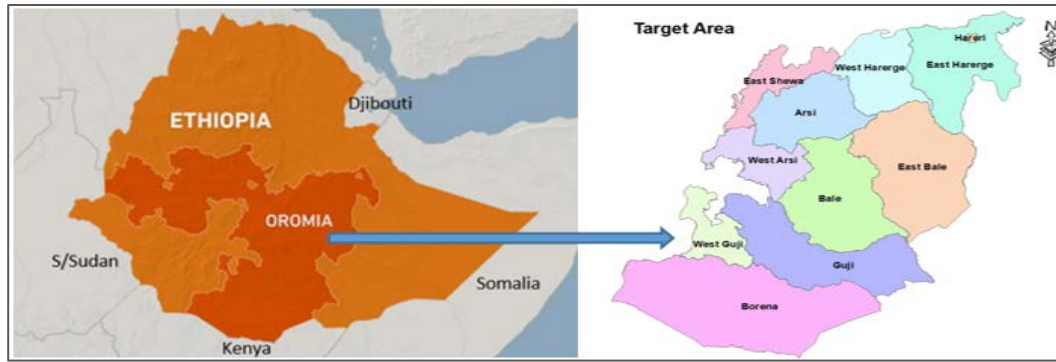 Djibouti
ETHIOPIA
OROMIA
S/Sudan
Somalia
Kenya
Target Area
Hareri
West Harerge
East Harerge
East Shewa
Arsi
West Arsi
East Bale
Bale
West Guji
Guji
Borena